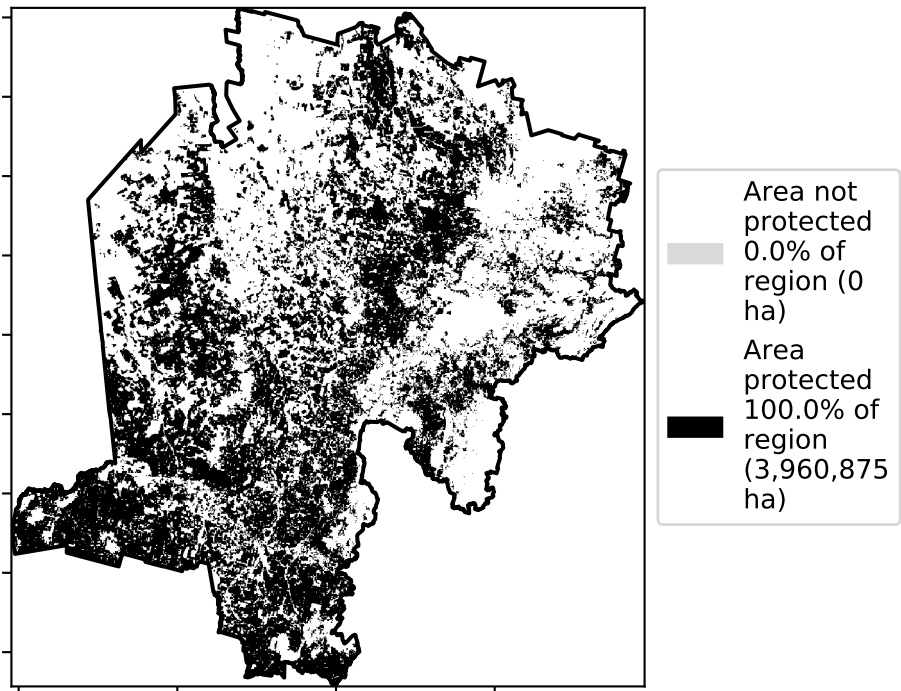 Area not
protected
0.0% of
region (0
ha)
Area
protected
100.0% of
region
(3,960,875
ha)